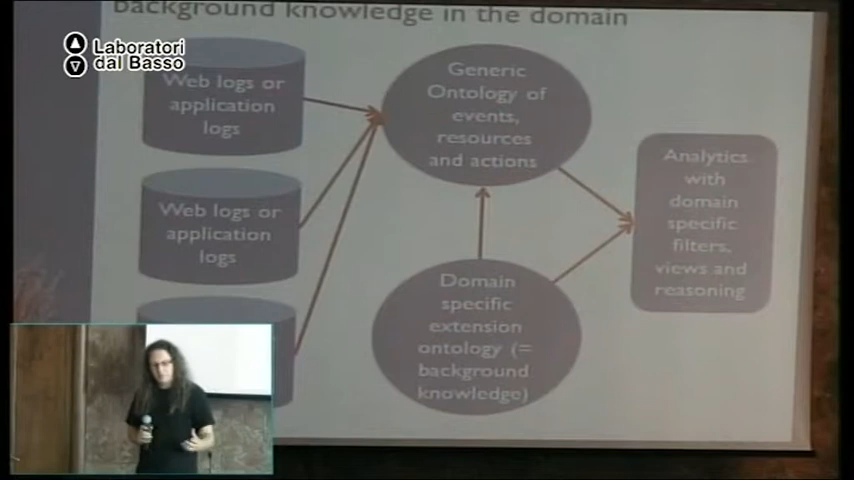 background knowledge in the domain
Laboratori
dal Basso
Web logs or
application
logs
Generic
Ontology of
events,
resources
and actions
Analytics
with
domain
specific
filters,
views and
reasoning
Web logs or
application
logs
Domain
specific
extension
ontology (=
background
knowledge)